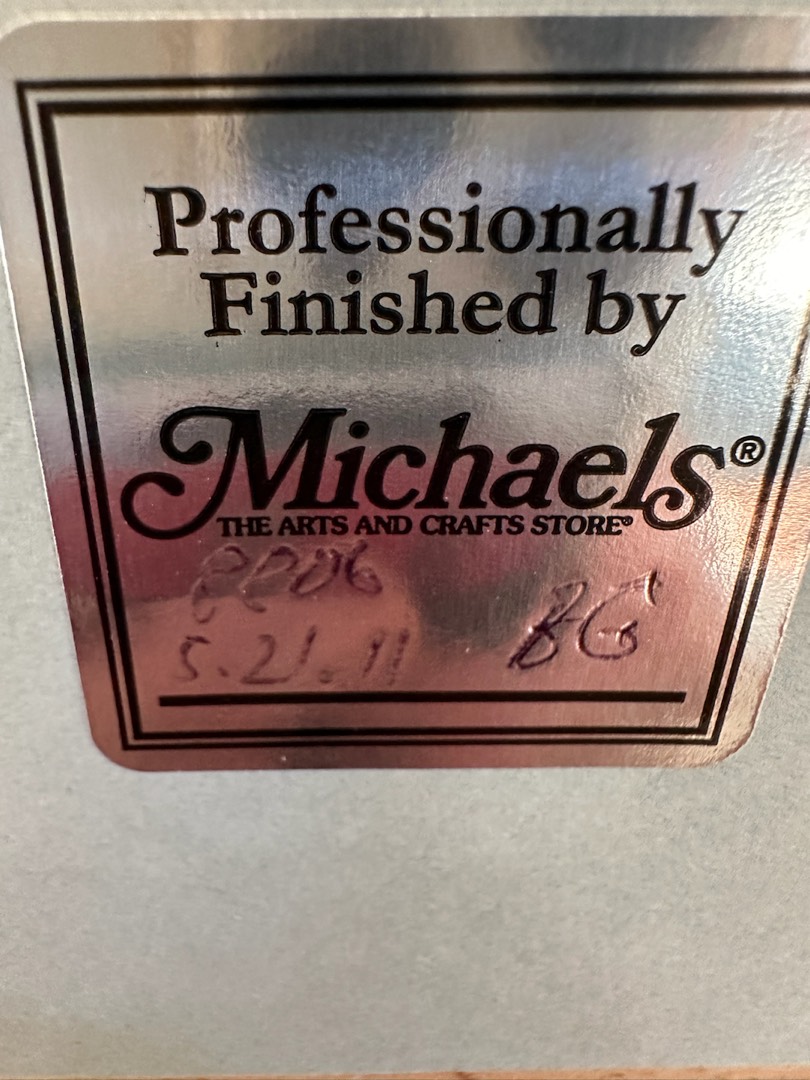 Professionally
Finished by
Michaels®
THE ARTS AND CRAFTS STORE®
5.21.11 BG